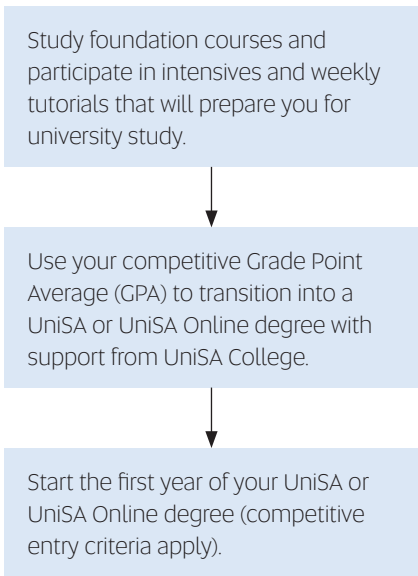 Study foundation courses and
participate in intensives and weekly
tutorials that will prepare you for
university study.
Use your competitive Grade Point
Average (GPA) to transition into a
UniSA or UniSA Online degree with
support from UniSA College.
Start the first year of your UniSA or
UniSA Online degree (competitive
entry criteria apply).